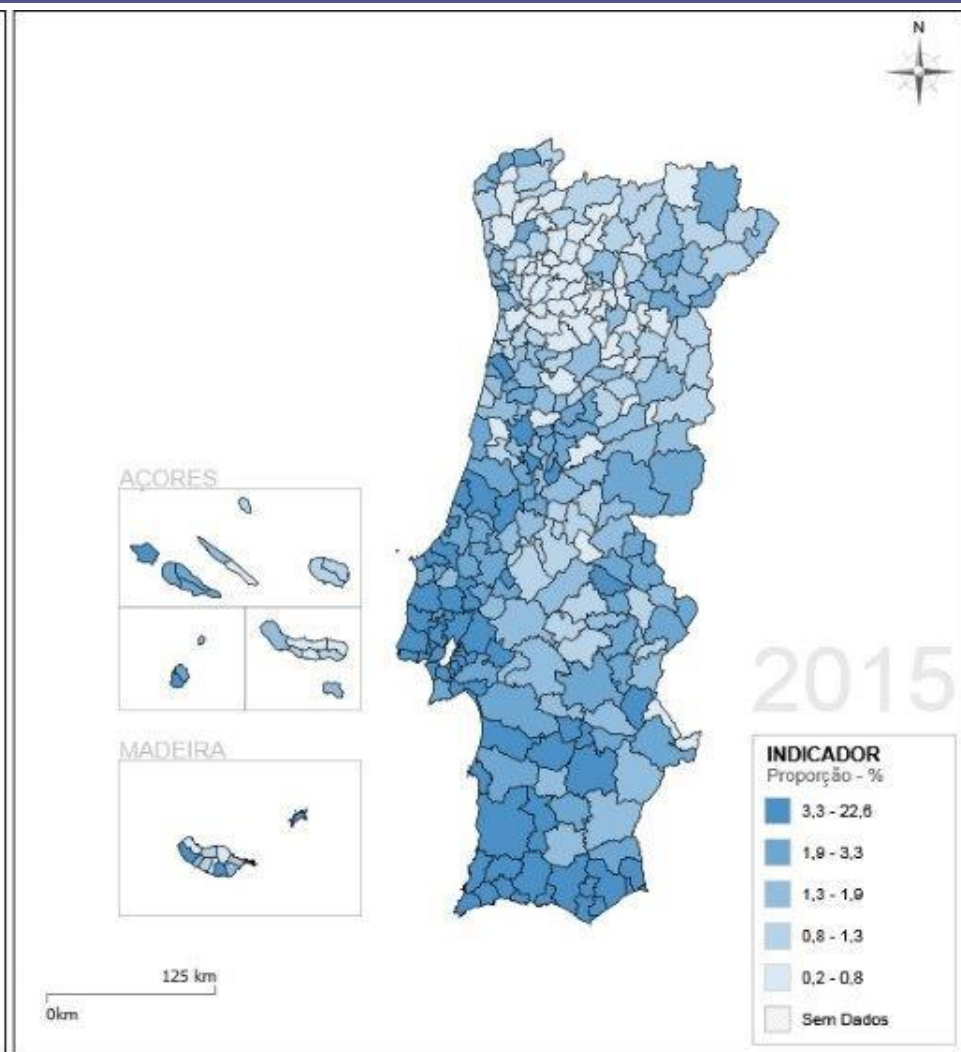 N
AÇORES
2015
MADEIRA
INDICADOR
Proporção - %
3,3 - 22,6
1,9 - 3,3
1,3 - 1,9
0,8 - 1,3
0,2 - 0,8
Sem Dados
125 km
0km